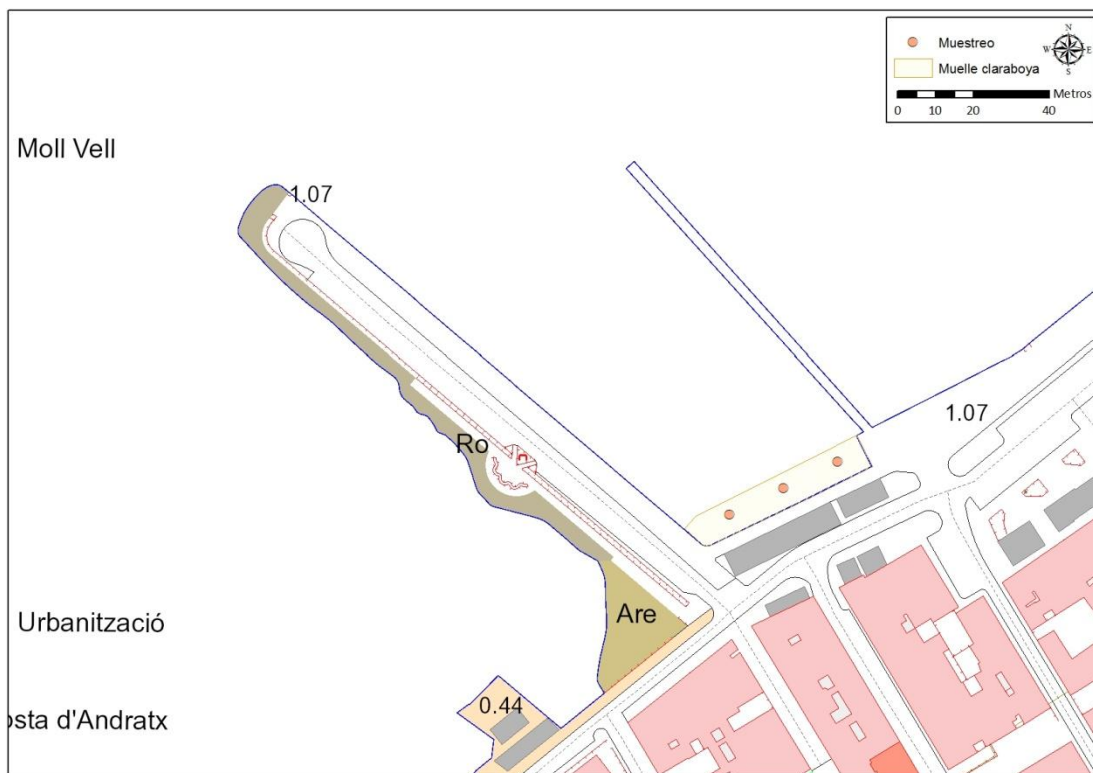 N
Muestreo
W E
Muelle claraboya
S
Metros
0 10 20 40
Moll Vell
1.07
1.07
Ro
Are
Urbanització
0.44
osta d'Andratx